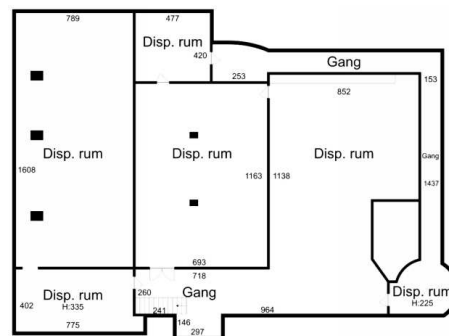 789
477
Disp. rum
420
Gang
253
153
852
Disp. rum
Disp. rum
Disp. rum
Gang
1608
1163
1138
1437
693
718
402
Disp. rum
H:335
260
Gang
Disp. rum
H:225
241
146
964
775
297